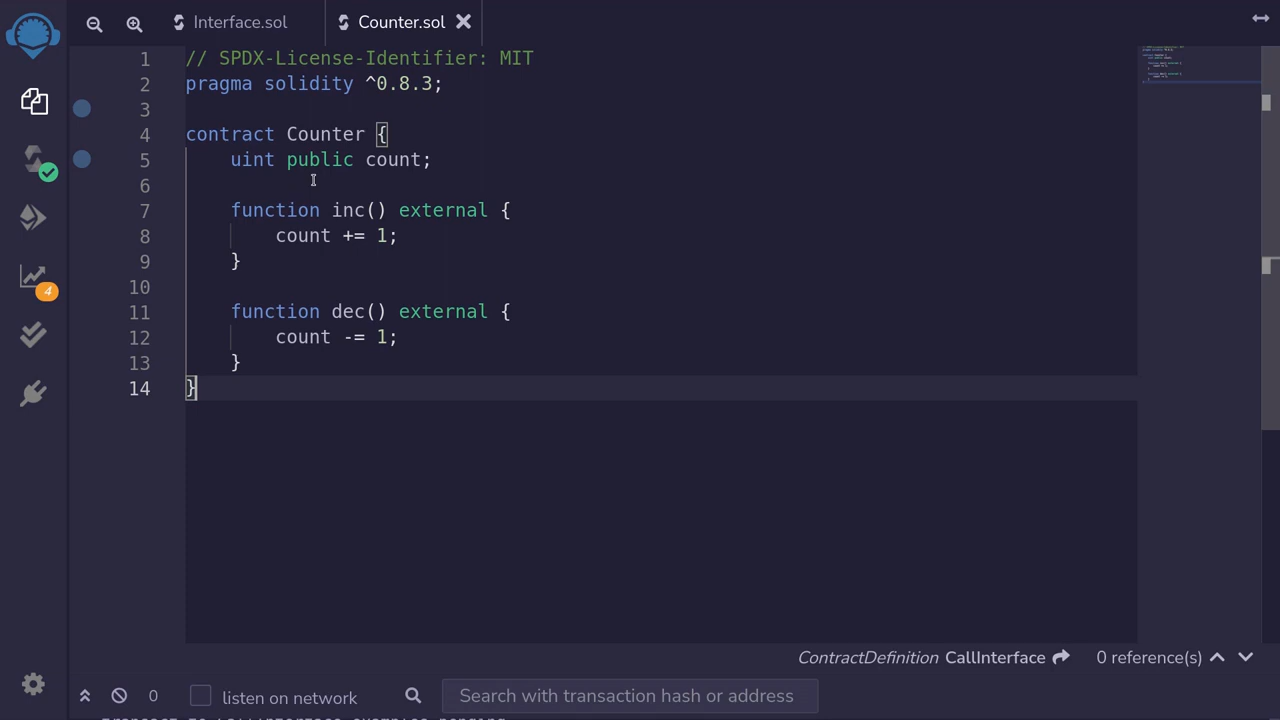 Interface.sol
Counter.sol
1 // SPDX-License-Identifier: MIT
2 pragma solidity ^0.8.3;
3
4 contract Counter {
5     uint public count;
6
7     function inc() external {
8         count += 1;
9     }
10
11     function dec() external {
12         count -= 1;
13     }
14 }
4
ContractDefinition CallInterface 0 reference(s)
0 listen on network Search with transaction hash or address